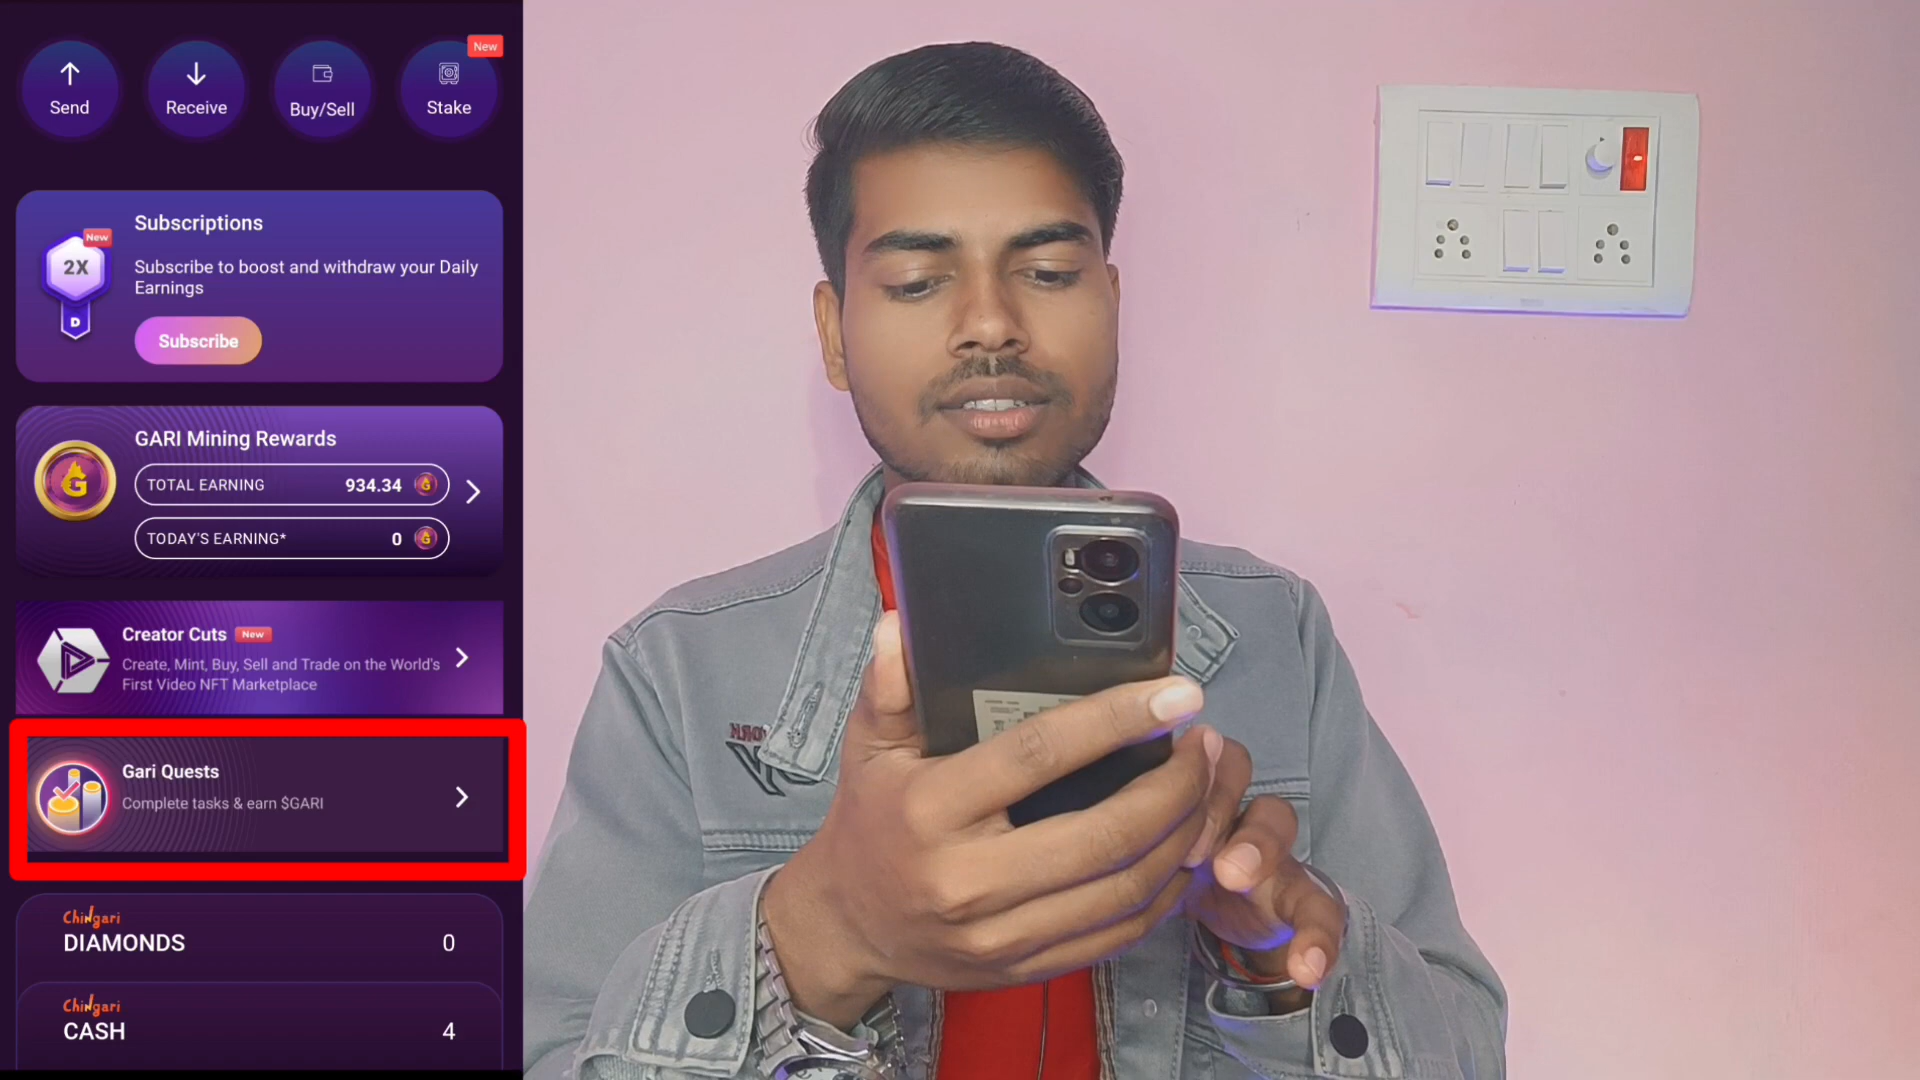 New
Send
Receive
Buy/Sell
Stake
Subscriptions
New
2X
Subscribe to boost and withdraw your Daily
Earnings
D
Subscribe
GARI Mining Rewards
TOTAL EARNING 934.34
TODAY'S EARNING* 0
Creator Cuts New
Create, Mint, Buy, Sell and Trade on the World's
First Video NFT Marketplace
Gari Quests
Complete tasks & earn $GARI
Chingari
DIAMONDS 0
Chingari
CASH 4